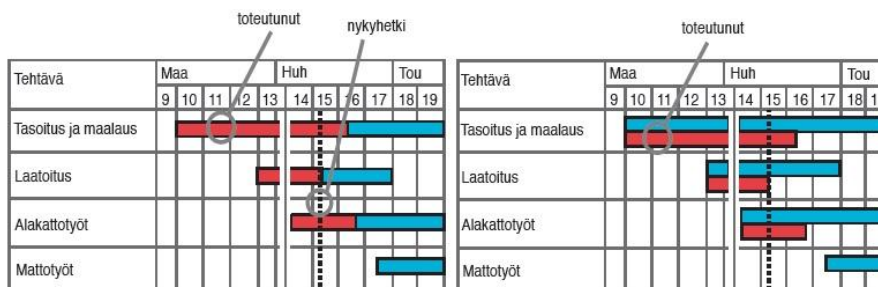 toteutunut
nykyhetki
Tehtävä Maa Huh Tou
9 10 11 12 13 14 15 16 17 18 19
Tasoitus ja maalaus
Laatoitus
Alakattotyöt
Mattotyöt
toteutunut
Tehtävä Maa Huh Tou
9 10 11 12 13 14 15 16 17 18 1
Tasoitus ja maalaus
Laatoitus
Alakattotyöt
Mattotyöt